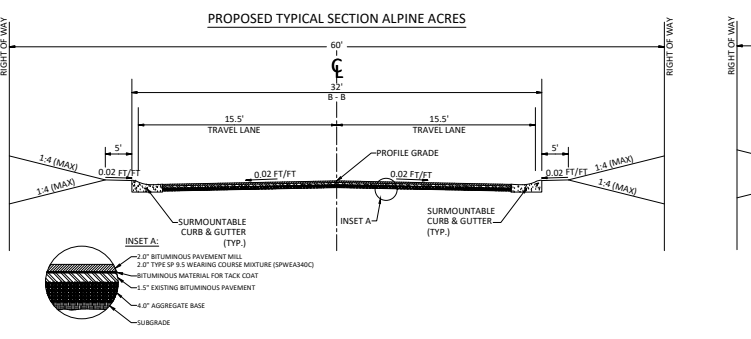 PROPOSED TYPICAL SECTION ALPINE ACRES
RIGHT OF WAY
RIGHT OF WAY
RIGHT OF WAY
60'
℄
32'
B - B
15.5'
TRAVEL LANE
15.5'
TRAVEL LANE
5'
5'
1:4 (MAX)
1:4 (MAX)
0.02 FT/FT
0.02 FT/FT
0.02 FT/FT
0.02 FT/FT
1:4 (MAX)
1:4 (MAX)
PROFILE GRADE
SURMOUNTABLE
CURB & GUTTER
(TYP.)
INSET A
SURMOUNTABLE
CURB & GUTTER
(TYP.)
INSET A:
2.0" BITUMINOUS PAVEMENT MILL
2.0" TYPE SP 9.5 WEARING COURSE MIXTURE (SPWEA340C)
BITUMINOUS MATERIAL FOR TACK COAT
1.5" EXISTING BITUMINOUS PAVEMENT
4.0" AGGREGATE BASE
SUBGRADE